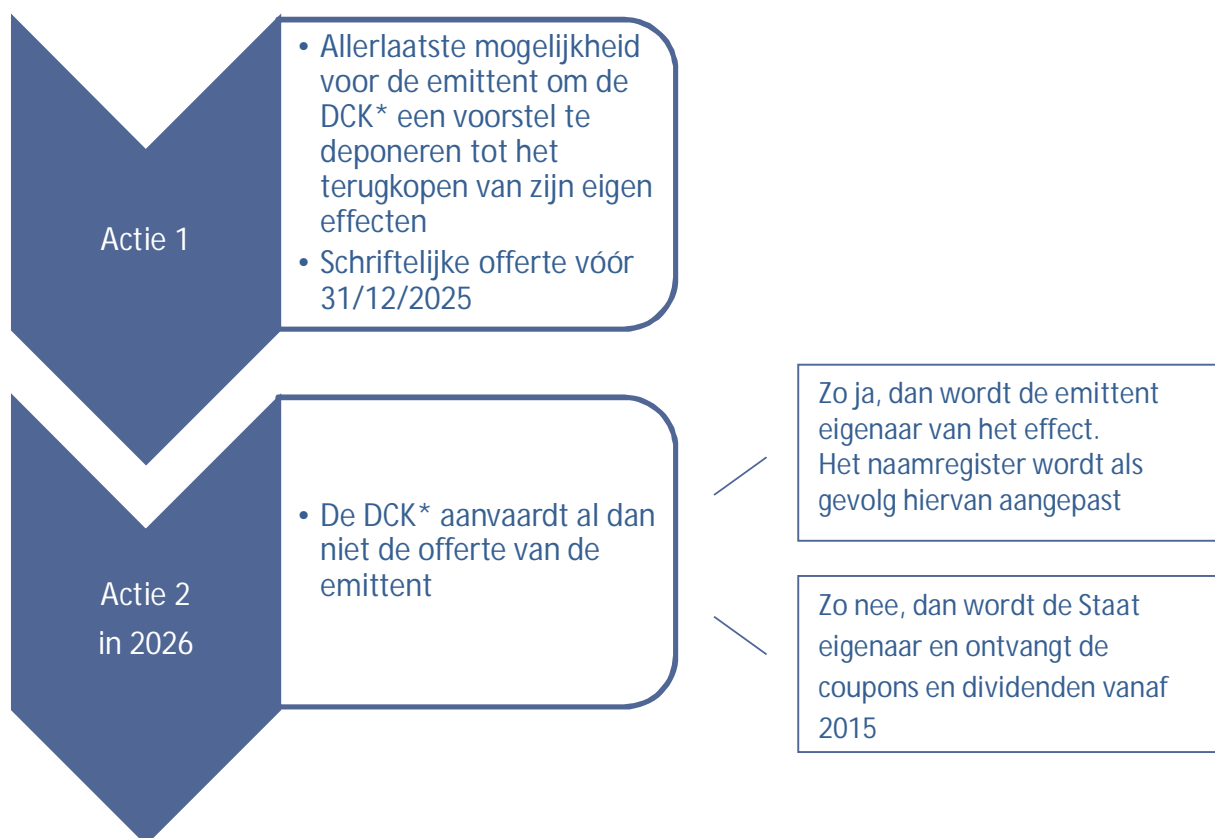 Actie 1
• Allerlaatste mogelijkheid
voor de emittent om de
DCK* een voorstel te
deponeren tot het
terugkopen van zijn eigen
effecten
• Schriftelijke offerte vóór
31/12/2025
Actie 2
in 2026
• De DCK* aanvaardt al dan
niet de offerte van de
emittent
Zo ja, dan wordt de emittent
eigenaar van het effect.
Het naamregister wordt als
gevolg hiervan aangepast
Zo nee, dan wordt de Staat
eigenaar en ontvangt de
coupons en dividenden vanaf
2015